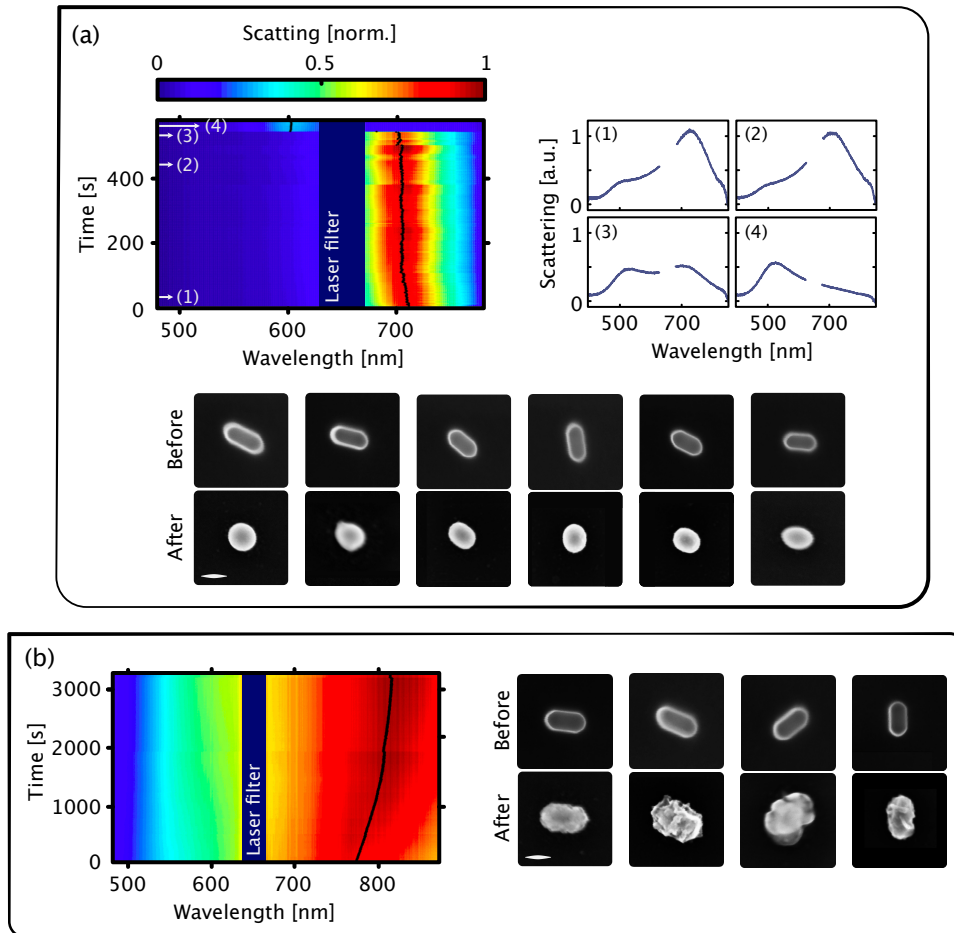 (a)
Scatting [norm.]
0 0.5 1
(4)
(3)
(2)
(1)
Time [s]
400
200
0
Laser filter
500 600 700
Wavelength [nm]
(1) (2)
(3) (4)
Scattering [a.u.]
1
0
1
0
500 700 500 700
Wavelength [nm]
Before
After
(b)
Time [s]
3000
2000
1000
0
Laser filter
500 600 700 800
Wavelength [nm]
Before
After